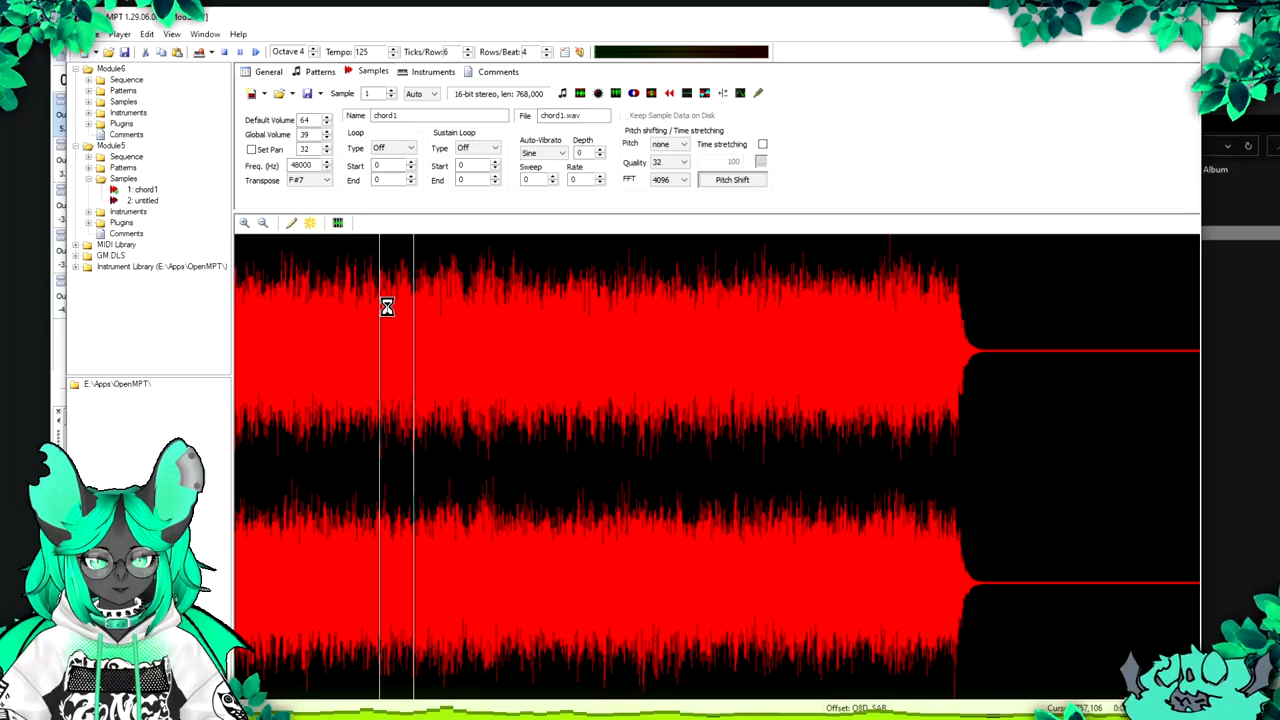 MPT 1.29.06.0
Player Edit View Window Help
Octave 4 Tempo: 125 Ticks/Row: 6 Rows/Beat: 4
Module6
Sequence
Patterns
Samples
Instruments
Plugins
Comments
Module5
Sequence
Patterns
Samples
1: chord1
2: untitled
Instruments
Plugins
Comments
MIDI Library
GM.DLS
Instrument Library (E:\Apps\OpenMPT\)
E:\Apps\OpenMPT\
General Patterns Samples Instruments Comments
Sample 1 Auto 16-bit stereo, len: 768,000
Default Volume 64
Global Volume 39
Set Pan 32
Freq. (Hz) 48000
Transpose F#7
Name chord1
File chord1.wav
Keep Sample Data on Disk
Loop
Type Off
Start 0
End 0
Sustain Loop
Type Off
Start 0
End 0
Auto-Vibrato Depth
Sine 0
Sweep Rate
0 0
Pitch shifting / Time stretching
Pitch none Time stretching
Quality 32 100
FFT 4096 Pitch Shift
Album